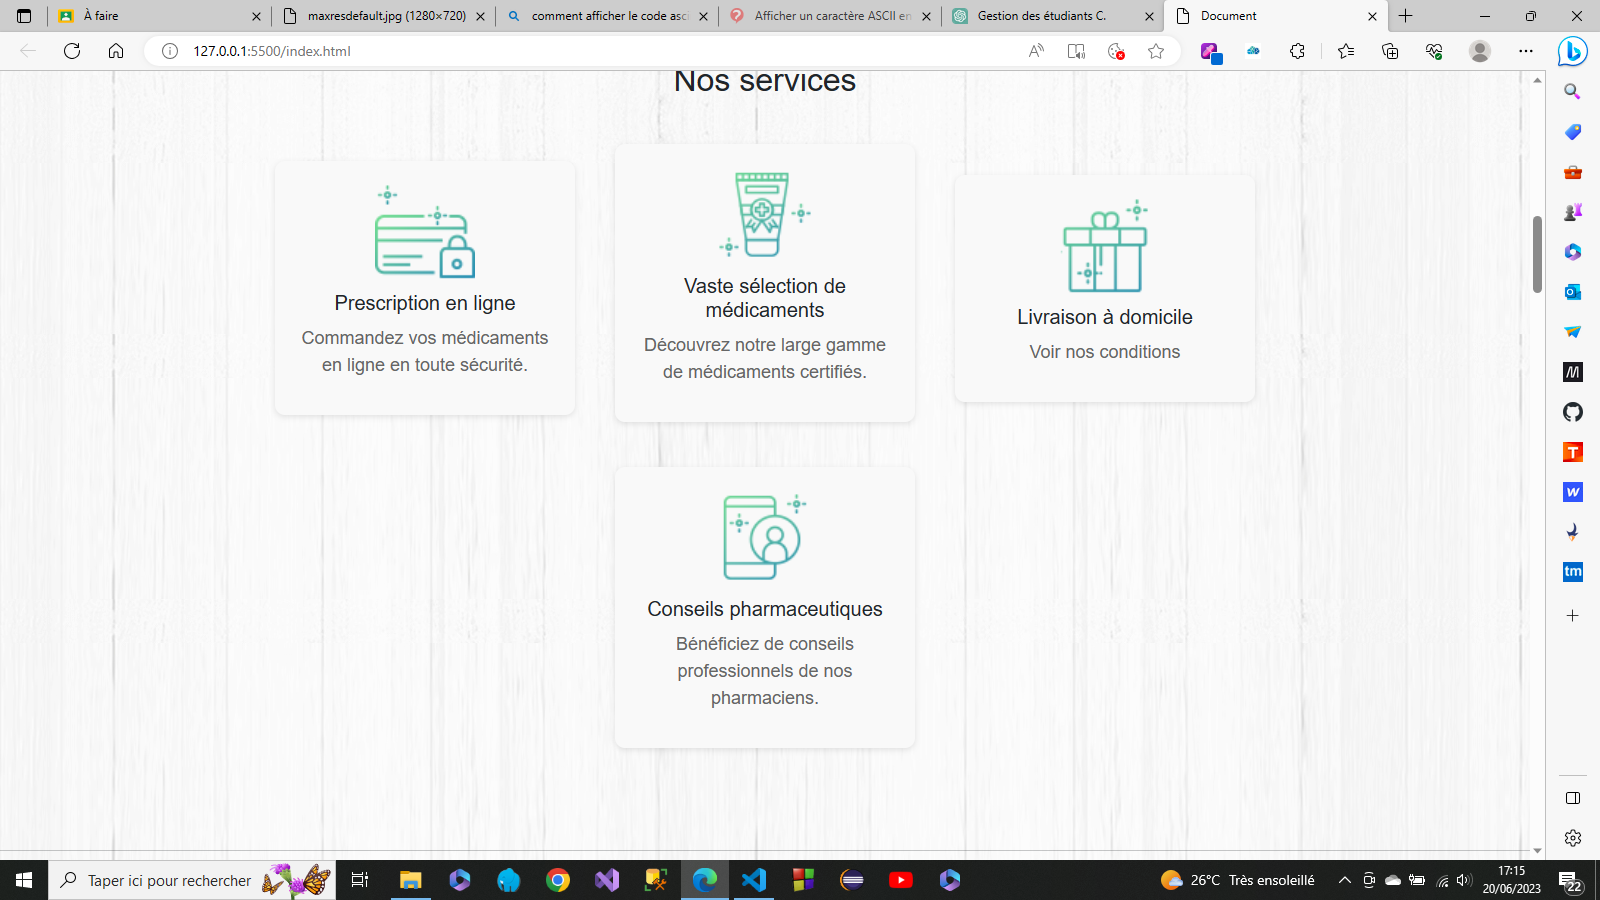 À faire
maxresdefault.jpg (1280×720)
comment afficher le code asci
Afficher un caractère ASCII en
Gestion des étudiants C.
Document
127.0.0.1:5500/index.html
Nos services
Prescription en ligne
Commandez vos médicaments
en ligne en toute sécurité.
Vaste sélection de
médicaments
Découvrez notre large gamme
de médicaments certifiés.
Livraison à domicile
Voir nos conditions
Conseils pharmaceutiques
Bénéficiez de conseils
professionnels de nos
pharmaciens.
T
W
tm
Taper ici pour rechercher
26°C Très ensoleillé
17:15
20/06/2023
22